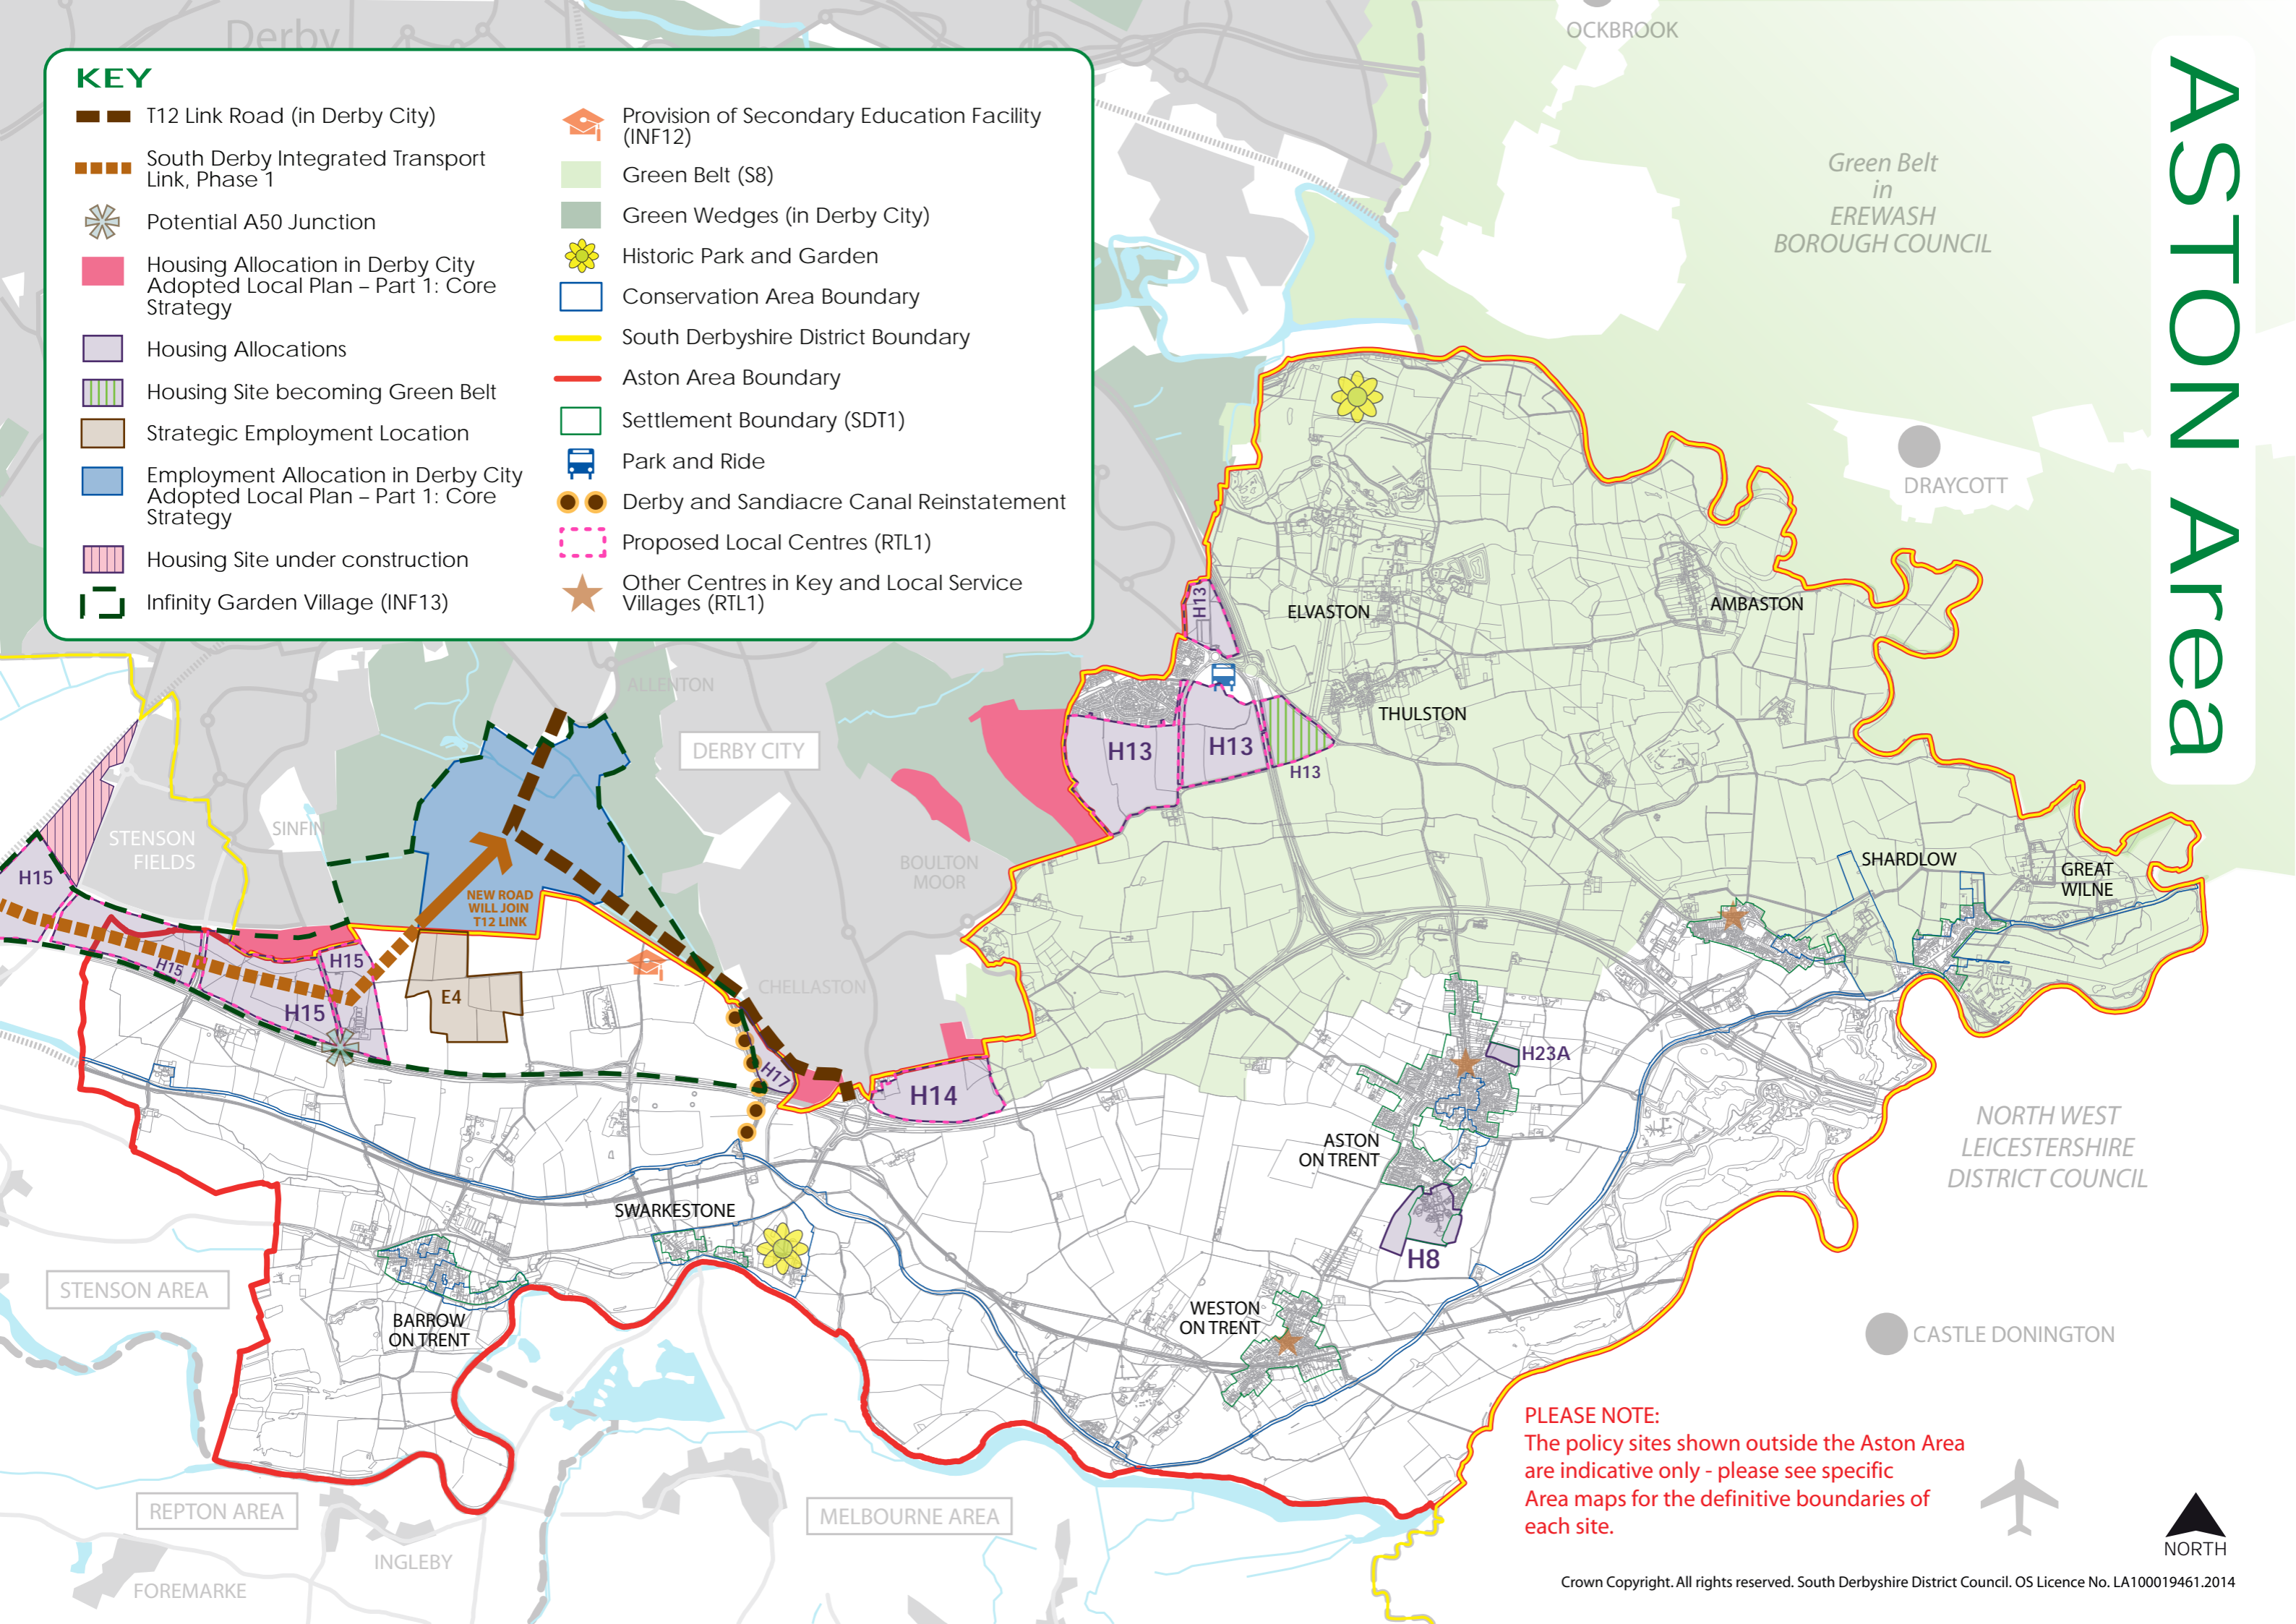 Derby
KEY
T12 Link Road (in Derby City)
South Derby Integrated Transport
Link, Phase 1
Potential A50 Junction
Housing Allocation in Derby City
Adopted Local Plan – Part 1: Core
Strategy
Housing Allocations
Housing Site becoming Green Belt
Strategic Employment Location
Employment Allocation in Derby City
Adopted Local Plan – Part 1: Core
Strategy
Housing Site under construction
Infinity Garden Village (INF13)
Provision of Secondary Education Facility
(INF12)
Green Belt (S8)
Green Wedges (in Derby City)
Historic Park and Garden
Conservation Area Boundary
South Derbyshire District Boundary
Aston Area Boundary
Settlement Boundary (SDT1)
Park and Ride
Derby and Sandiacre Canal Reinstatement
Proposed Local Centres (RTL1)
Other Centres in Key and Local Service
Villages (RTL1)
ASTON Area
OCKBROOK
Green Belt
in
EREWASH
BOROUGH COUNCIL
DRAYCOTT
H13
ELVASTON
AMBASTON
ALLENTON
THULSTON
DERBY CITY
H13
H13
H13
SINFIN
STENSON
FIELDS
BOULTON
MOOR
SHARDLOW
GREAT
WILNE
H15
NEW ROAD
WILL JOIN
T12 LINK
H15
H15
H15
E4
CHELLASTON
H17
H14
H23A
ASTON
ON TRENT
NORTH WEST
LEICESTERSHIRE
DISTRICT COUNCIL
SWARKESTONE
H8
STENSON AREA
BARROW
ON TRENT
WESTON
ON TRENT
CASTLE DONINGTON
PLEASE NOTE:
The policy sites shown outside the Aston Area
are indicative only - please see specific
Area maps for the definitive boundaries of
each site.
REPTON AREA
MELBOURNE AREA
INGLEBY
FOREMARKE
NORTH
Crown Copyright. All rights reserved. South Derbyshire District Council. OS Licence No. LA100019461.2014